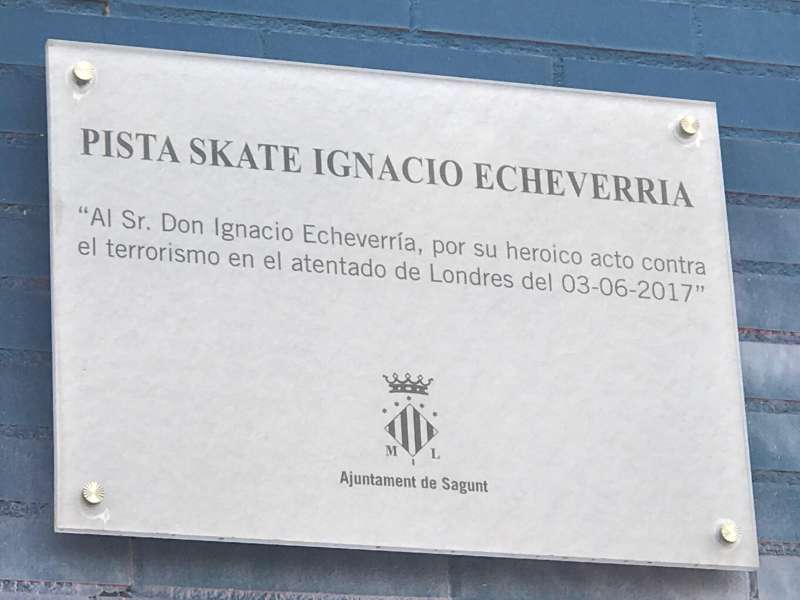 PISTA SKATE IGNACIO ECHEVERRIA
“Al Sr. Don Ignacio Echeverría, por su heroico acto contra
el terrorismo en el atentado de Londres del 03-06-2017”
M L
Ajuntament de Sagunt